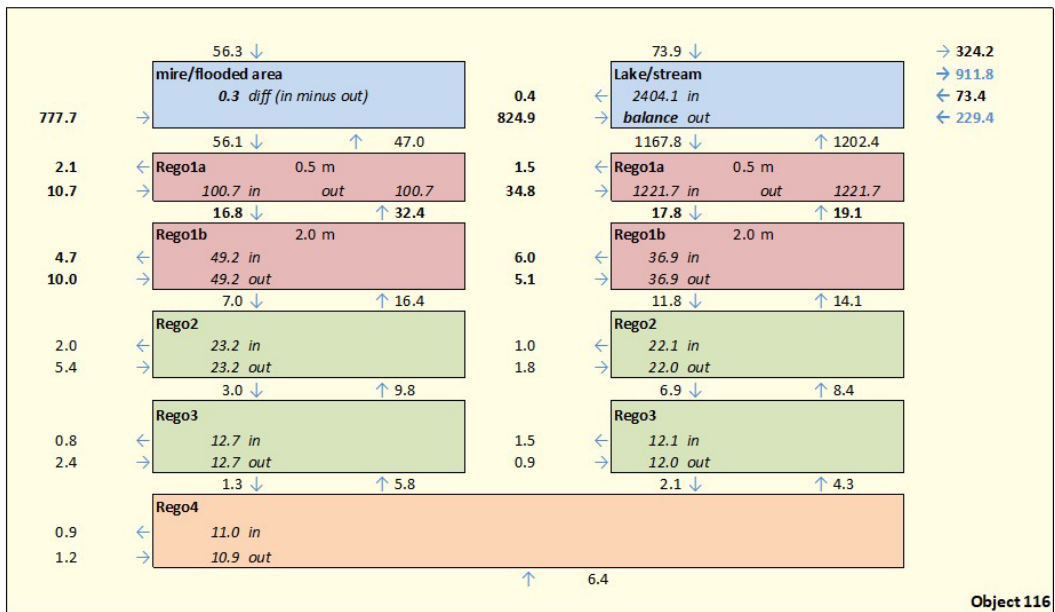 56.3 ↓ 73.9 ↓ → 324.2
mire/flooded area Lake/stream → 911.8
0.3 diff (in minus out) 0.4 ← 2404.1 in ← 73.4
777.7 → 824.9 → balance out ← 229.4
56.1 ↓ ↑ 47.0 1167.8 ↓ ↑ 1202.4
2.1 ← Rego1a 0.5 m 1.5 ← Rego1a 0.5 m
10.7 → 100.7 in out 100.7 34.8 → 1221.7 in out 1221.7
16.8 ↓ ↑ 32.4 17.8 ↓ ↑ 19.1
Rego1b 2.0 m Rego1b 2.0 m
4.7 ← 49.2 in 6.0 ← 36.9 in
10.0 → 49.2 out 5.1 → 36.9 out
7.0 ↓ ↑ 16.4 11.8 ↓ ↑ 14.1
Rego2 Rego2
2.0 ← 23.2 in 1.0 ← 22.1 in
5.4 → 23.2 out 1.8 → 22.0 out
3.0 ↓ ↑ 9.8 6.9 ↓ ↑ 8.4
Rego3 Rego3
0.8 ← 12.7 in 1.5 ← 12.1 in
2.4 → 12.7 out 0.9 → 12.0 out
1.3 ↓ ↑ 5.8 2.1 ↓ ↑ 4.3
Rego4
0.9 ← 11.0 in
1.2 → 10.9 out
↑ 6.4
Object 116